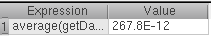 Expression Value
1 average(getDa... 267.8E-12